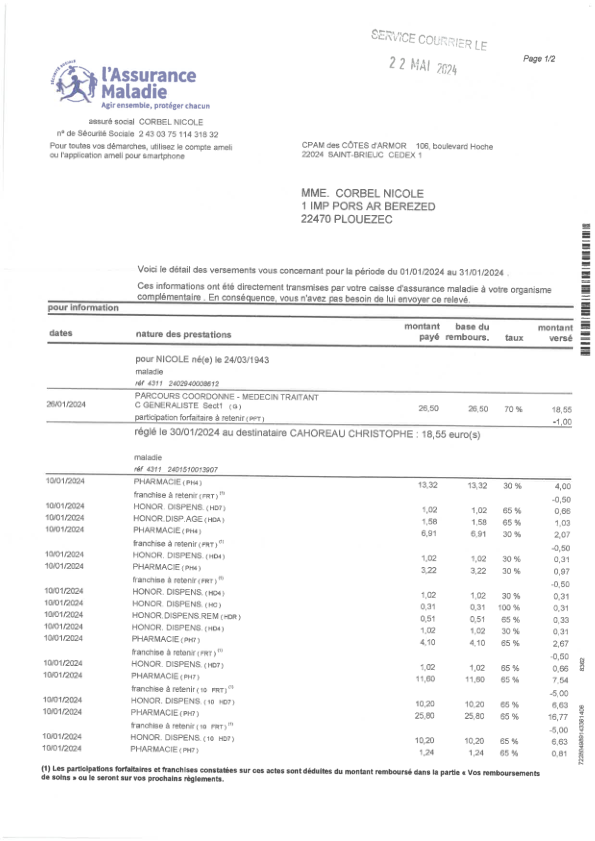 SERVICE COURRIER LE
22 MAI 2024
Page 1/2
SÉCURITÉ SOCIALE
l'Assurance
Maladie
Agir ensemble, protéger chacun
assuré social CORBEL NICOLE
n° de Sécurité Sociale 2 43 03 75 114 318 32
Pour toutes vos démarches, utilisez le compte ameli
ou l'application ameli pour smartphone
CPAM des CÔTES d'ARMOR 106, boulevard Hoche
22024 SAINT-BRIEUC CEDEX 1
MME. CORBEL NICOLE
1 IMP PORS AR BEREZED
22470 PLOUEZEC
Voici le détail des versements vous concernant pour la période du 01/01/2024 au 31/01/2024 .
Ces informations ont été directement transmises par votre caisse d'assurance maladie à votre organisme
complémentaire . En conséquence, vous n'avez pas besoin de lui envoyer ce relevé.
pour information
dates nature des prestations montant payé base du rembours. taux montant versé
pour NICOLE né(e) le 24/03/1943
maladie
réf 4311 2402940038612
PARCOURS COORDONNE - MEDECIN TRAITANT
26/01/2024 C GENERALISTE Sect1 (G) 26,50 26,50 70 % 18,55
participation forfaitaire à retenir (PPT) -1,00
réglé le 30/01/2024 au destinataire CAHOREAU CHRISTOPHE : 18,55 euro(s)
maladie
réf 4311 2401510013907
10/01/2024 PHARMACIE (PH4) 13,32 13,32 30 % 4,00
franchise à retenir (FRT) (1) -0,50
10/01/2024 HONOR. DISPENS. (HD7) 1,02 1,02 65 % 0,66
10/01/2024 HONOR.DISP.AGE (HDA) 1,58 1,58 65 % 1,03
10/01/2024 PHARMACIE (PH4) 6,91 6,91 30 % 2,07
franchise à retenir (FRT) (1) -0,50
10/01/2024 HONOR. DISPENS. (HD4) 1,02 1,02 30 % 0,31
10/01/2024 PHARMACIE (PH4) 3,22 3,22 30 % 0,97
franchise à retenir (FRT) (1) -0,50
10/01/2024 HONOR. DISPENS. (HD4) 1,02 1,02 30 % 0,31
10/01/2024 HONOR. DISPENS. (HC) 0,31 0,31 100 % 0,31
10/01/2024 HONOR.DISPENS.REM (HDR) 0,51 0,51 65 % 0,33
10/01/2024 HONOR. DISPENS. (HD4) 1,02 1,02 30 % 0,31
10/01/2024 PHARMACIE (PH7) 4,10 4,10 65 % 2,67
franchise à retenir (FRT) (1) -0,50
10/01/2024 HONOR. DISPENS. (HD7) 1,02 1,02 65 % 0,66
10/01/2024 PHARMACIE (PH7) 11,60 11,60 65 % 7,54
franchise à retenir (10 FRT) (1) -5,00
10/01/2024 HONOR. DISPENS. (10 HD7) 10,20 10,20 65 % 6,63
10/01/2024 PHARMACIE (PH7) 25,80 25,80 65 % 16,77
franchise à retenir (10 FRT) (1) -5,00
10/01/2024 HONOR. DISPENS. (10 HD7) 10,20 10,20 65 % 6,63
10/01/2024 PHARMACIE (PH7) 1,24 1,24 65 % 0,81
(1) Les participations forfaitaires et franchises constatées sur ces actes sont déduites du montant remboursé dans la partie « Vos remboursements
de soins » ou le seront sur vos prochains règlements.